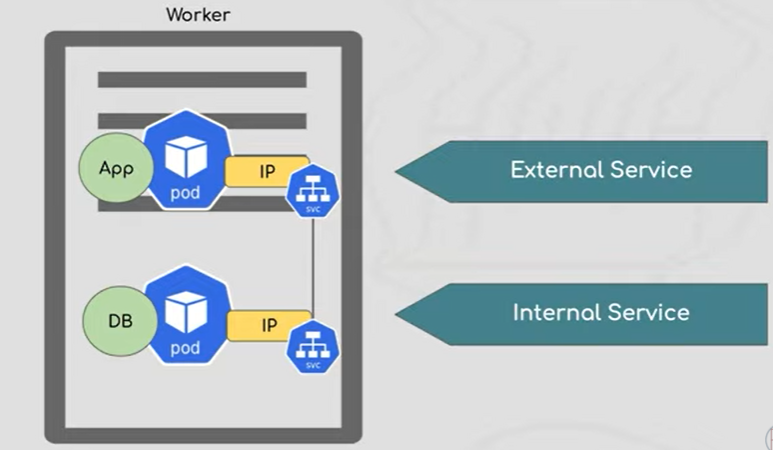 Worker
App
pod
IP
svc
External Service
DB
pod
IP
svc
Internal Service